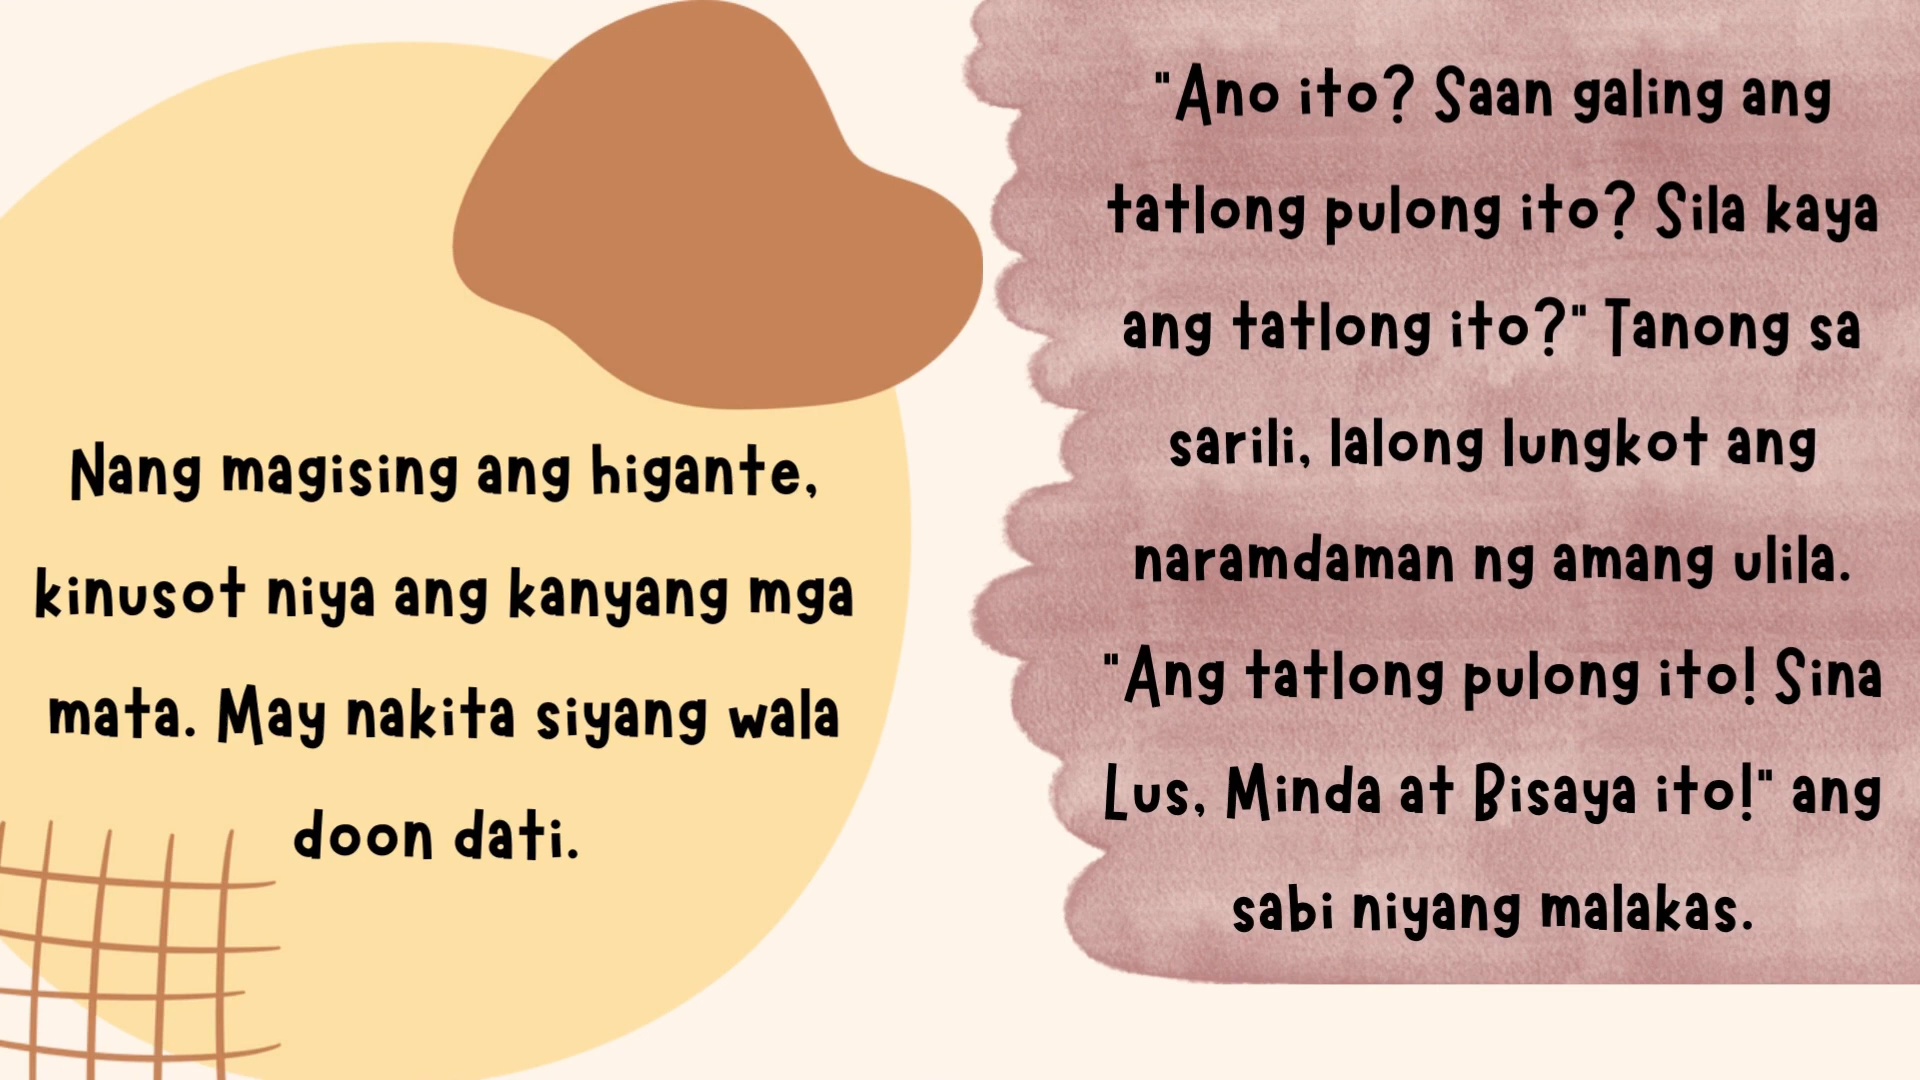 Nang magising ang higante,
kinusot niya ang kanyang mga
mata. May nakita siyang wala
doon dati.
"Ano ito? Saan galing ang
tatlong pulong ito? Sila kaya
ang tatlong ito?" Tanong sa
sarili, lalong lungkot ang
naramdaman ng amang ulila.
"Ang tatlong pulong ito! Sina
Lus, Minda at Bisaya ito!" ang
sabi niyang malakas.